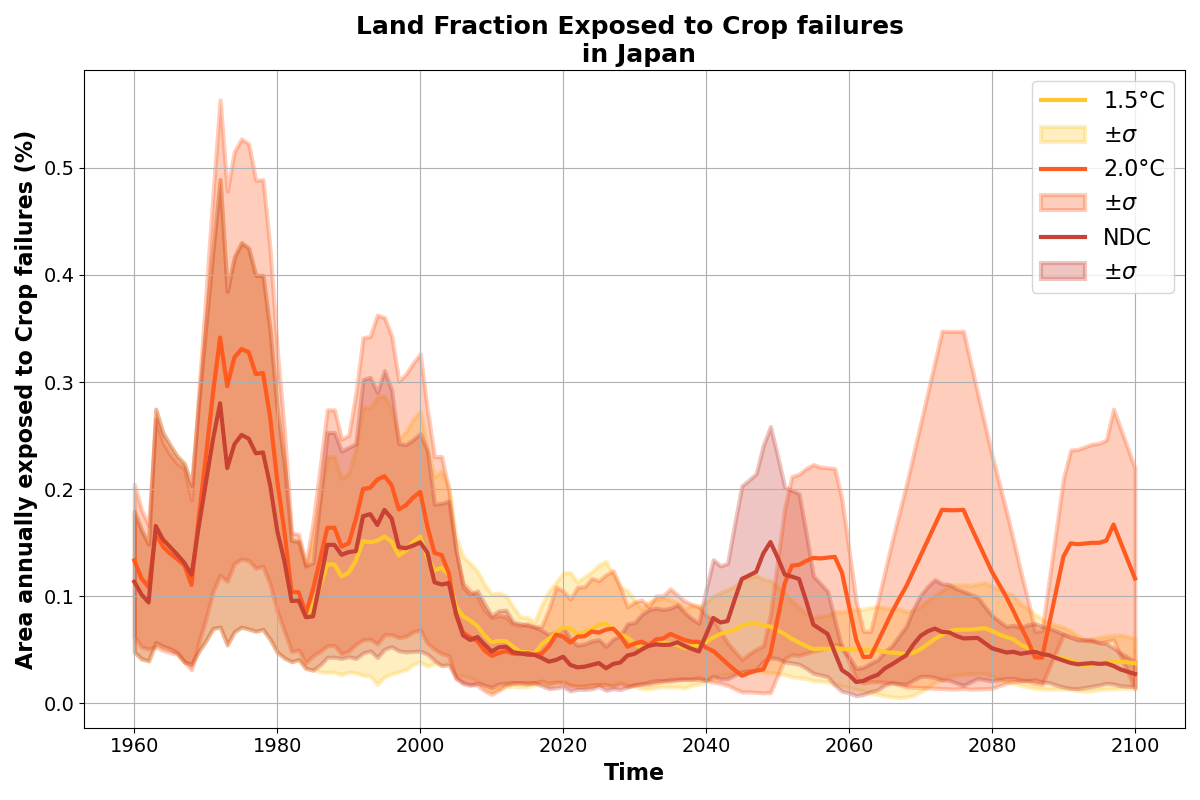 Land Fraction Exposed to Crop failures
in Japan
Area annually exposed to Crop failures (%)
0.5
0.4
0.3
0.2
0.1
0.0
1.5°C
±σ
2.0°C
±σ
NDC
±σ
1960 1980 2000 2020 2040 2060 2080 2100
Time